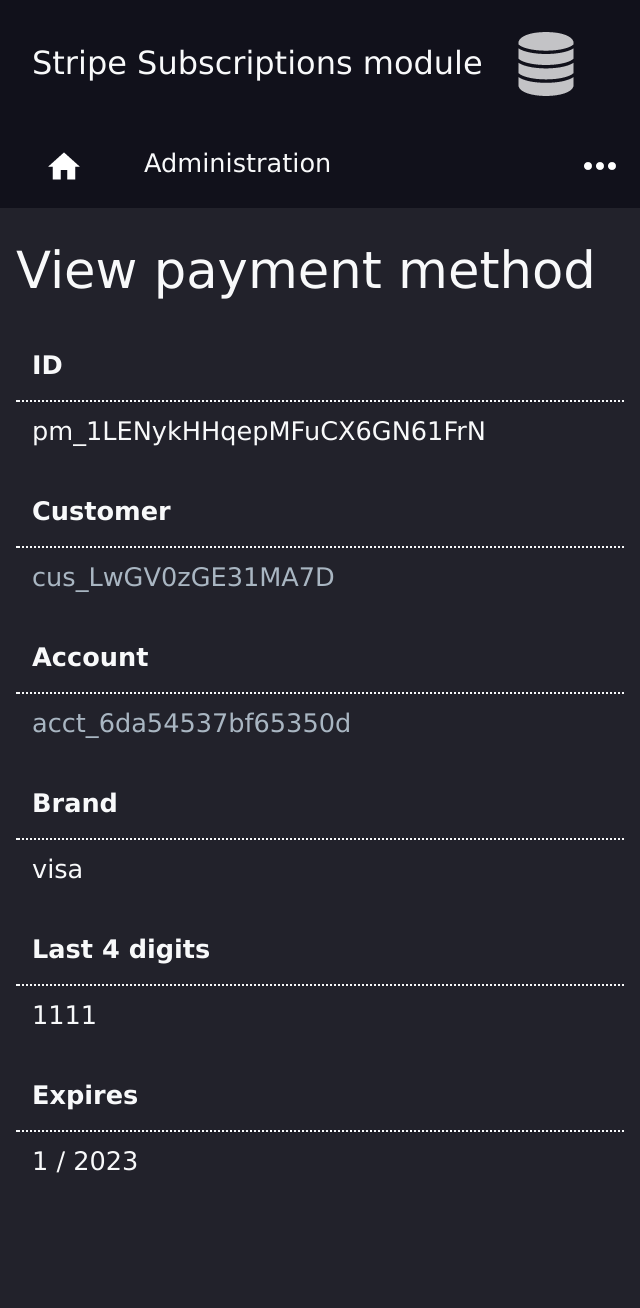 Stripe Subscriptions module
Administration
View payment method
ID
pm_1LENykHHqepMFuCX6GN61FrN
Customer
cus_LwGV0zGE31MA7D
Account
acct_6da54537bf65350d
Brand
visa
Last 4 digits
1111
Expires
1 / 2023